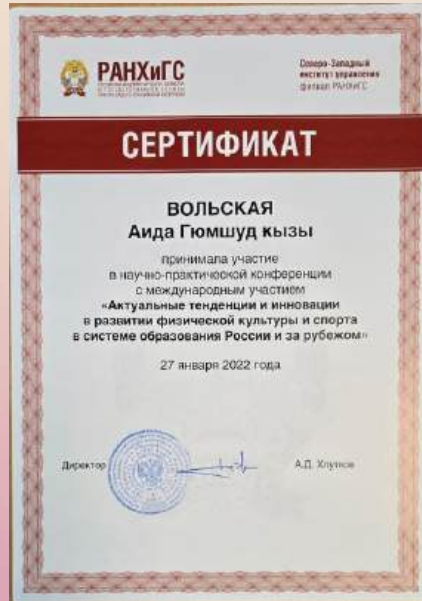 РАНХиГС
Северо-Западный
институт управления
филиал РАНХиГС
СЕРТИФИКАТ
ВОЛЬСКАЯ
Аида Гюмшуд кызы
принимала участие
в научно-практической конференции
с международным участием
«Актуальные тенденции и инновации
в развитии физической культуры и спорта
в системе образования России и за рубежом»
27 января 2022 года
Директор
А.Д. Хлутков